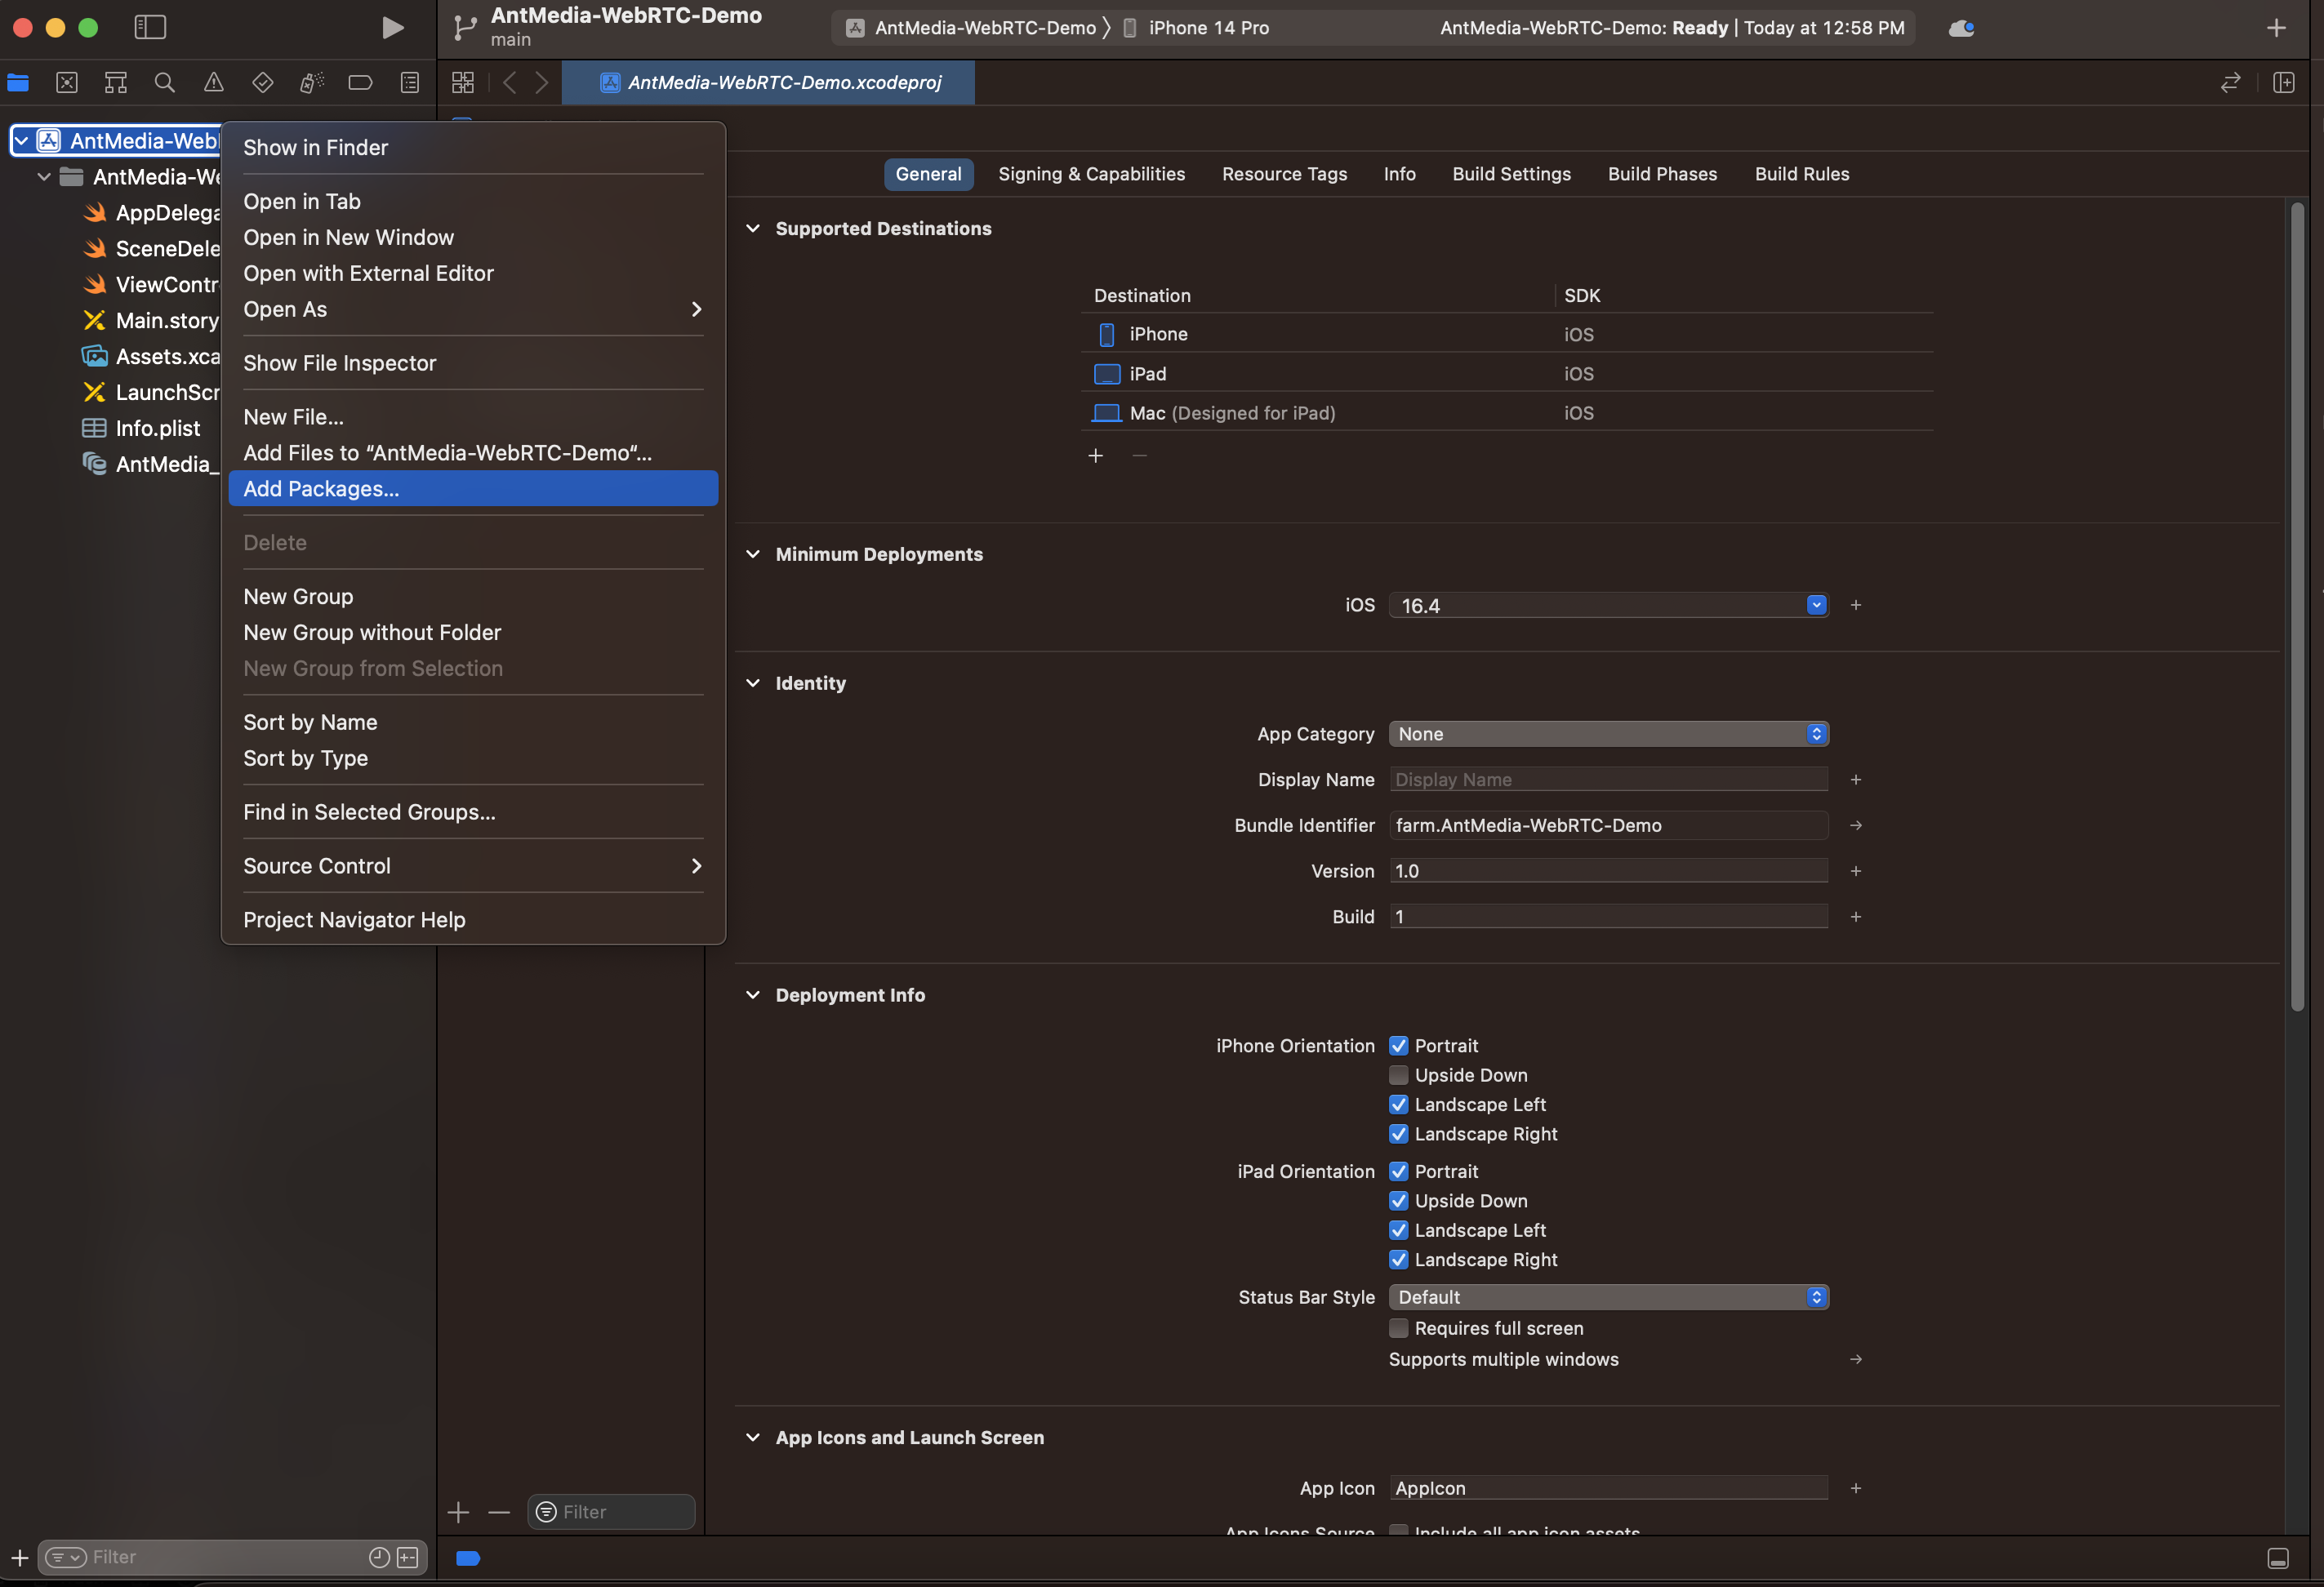 AntMedia-WebRTC-Demo
main
AntMedia-WebRTC-Demo
iPhone 14 Pro
AntMedia-WebRTC-Demo: Ready | Today at 12:58 PM
AntMedia-WebRTC-Demo.xcodeproj
AntMedia-Web
AntMedia-We
AppDelega
SceneDele
ViewContr
Main.story
Assets.xca
LaunchScr
Info.plist
AntMedia_
Show in Finder
Open in Tab
Open in New Window
Open with External Editor
Open As
Show File Inspector
New File...
Add Files to “AntMedia-WebRTC-Demo“...
Add Packages...
Delete
New Group
New Group without Folder
New Group from Selection
Sort by Name
Sort by Type
Find in Selected Groups...
Source Control
Project Navigator Help
General
Signing & Capabilities
Resource Tags
Info
Build Settings
Build Phases
Build Rules
Supported Destinations
Destination
SDK
iPhone
iOS
iPad
iOS
Mac (Designed for iPad)
iOS
Minimum Deployments
iOS
16.4
Identity
App Category
None
Display Name
Display Name
Bundle Identifier
farm.AntMedia-WebRTC-Demo
Version
1.0
Build
1
Deployment Info
iPhone Orientation
Portrait
Upside Down
Landscape Left
Landscape Right
iPad Orientation
Portrait
Upside Down
Landscape Left
Landscape Right
Status Bar Style
Default
Requires full screen
Supports multiple windows
App Icons and Launch Screen
App Icon
AppIcon
App Icons Source
Include all app icon assets
Filter
Filter